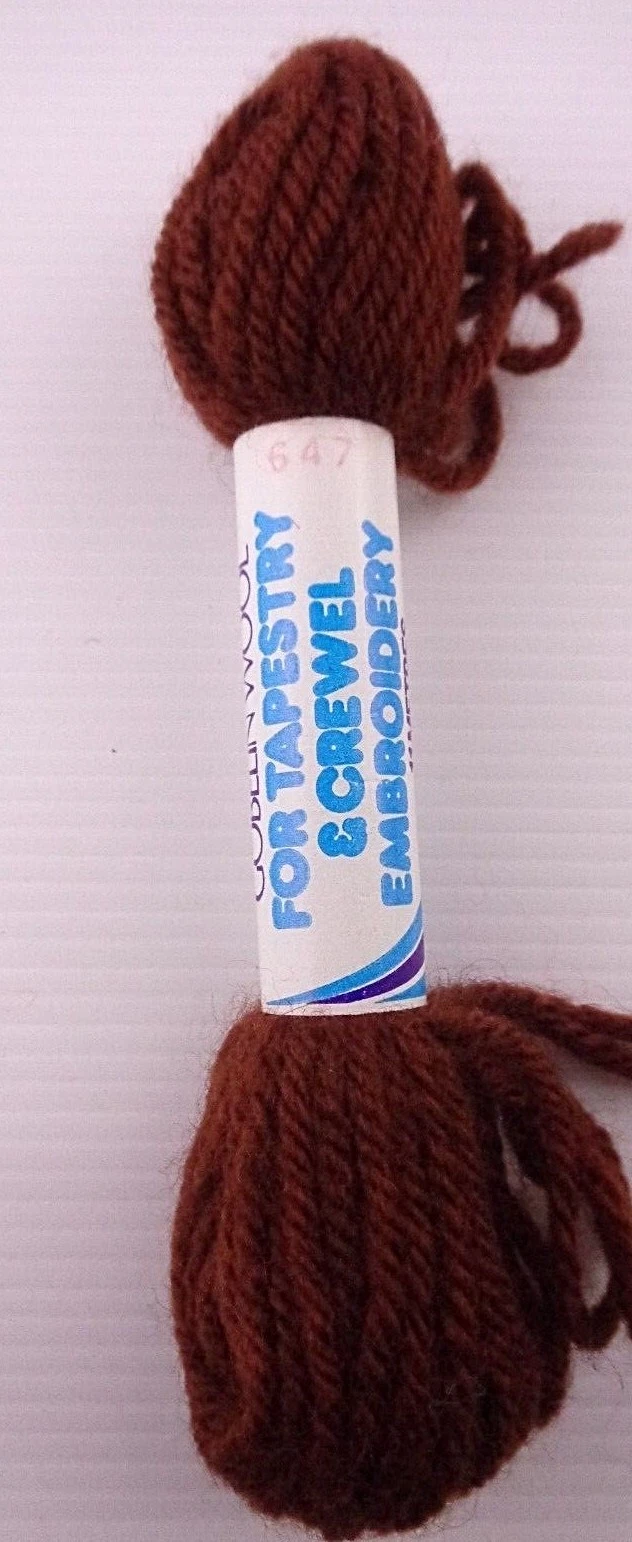 647
GOBELIN WOOL
FOR TAPESTRY
& CREWEL
EMBROIDERY